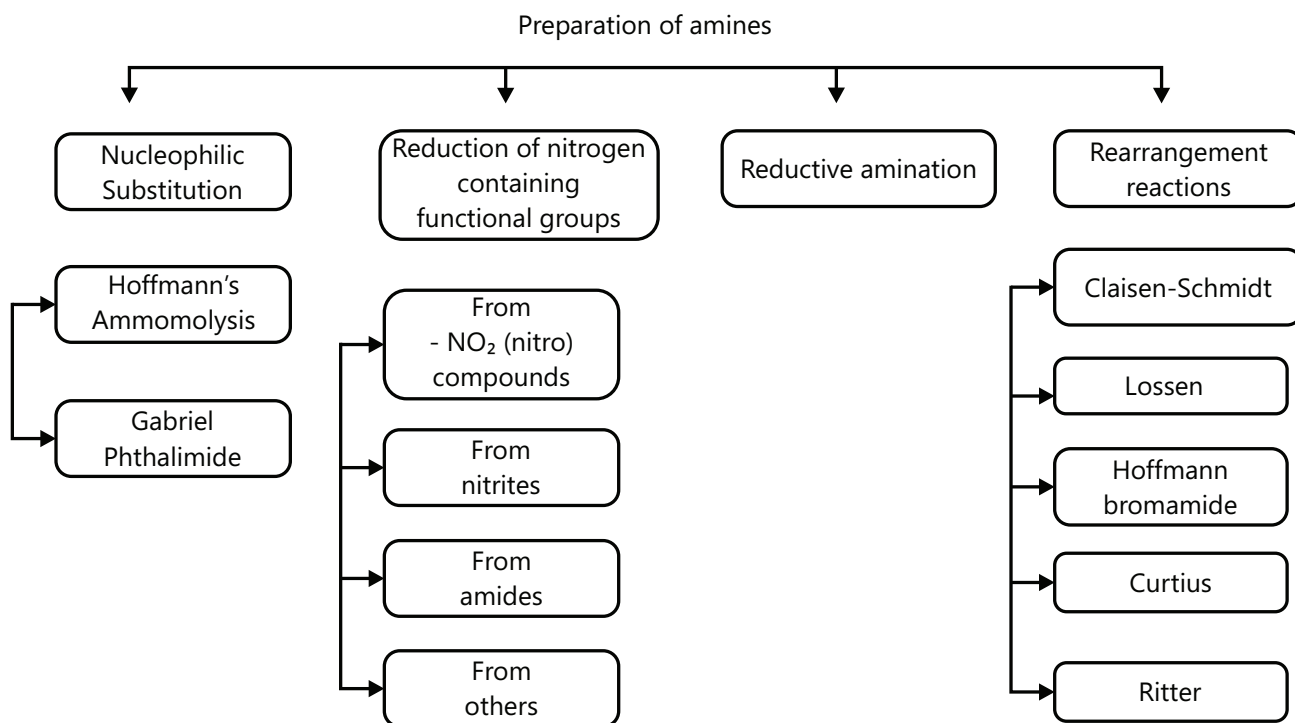 Preparation of amines
Nucleophilic
Substitution
Reduction of nitrogen
containing
functional groups
Reductive amination
Rearrangement
reactions
Hoffmann's
Ammomolysis
Gabriel
Phthalimide
From
- NO₂ (nitro)
compounds
From
nitrites
From
amides
From
others
Claisen-Schmidt
Lossen
Hoffmann
bromamide
Curtius
Ritter